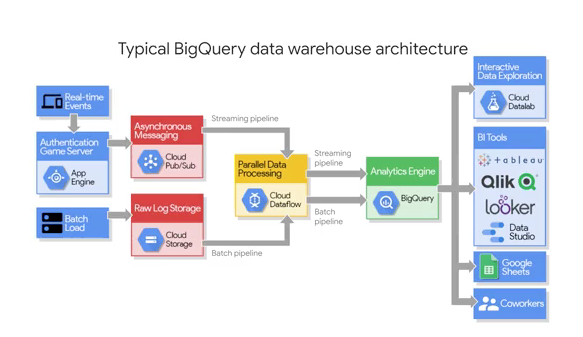 Typical BigQuery data warehouse architecture
Real-time
Events
Authentication
Game Server
App
Engine
Batch
Load
Asynchronous
Messaging
Cloud
Pub/Sub
Raw Log Storage
Cloud
Storage
Streaming pipeline
Batch pipeline
Parallel Data
Processing
Cloud
Dataflow
Streaming
pipeline
Batch
pipeline
Analytics Engine
BigQuery
Interactive
Data Exploration
Cloud
Datalab
BI Tools
+ableau
Qlik Q
looker
Data
Studio
Google
Sheets
Coworkers